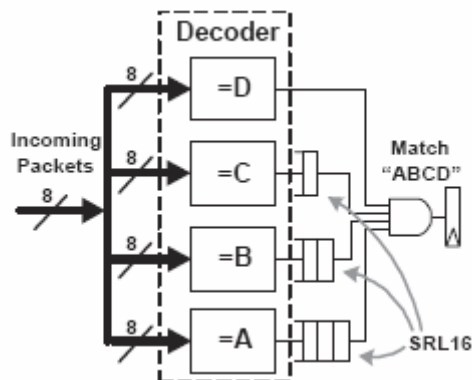 Decoder
8
=D
8
=C
Incoming
Packets
8
Match
"ABCD"
8
=B
8
=A
SRL16